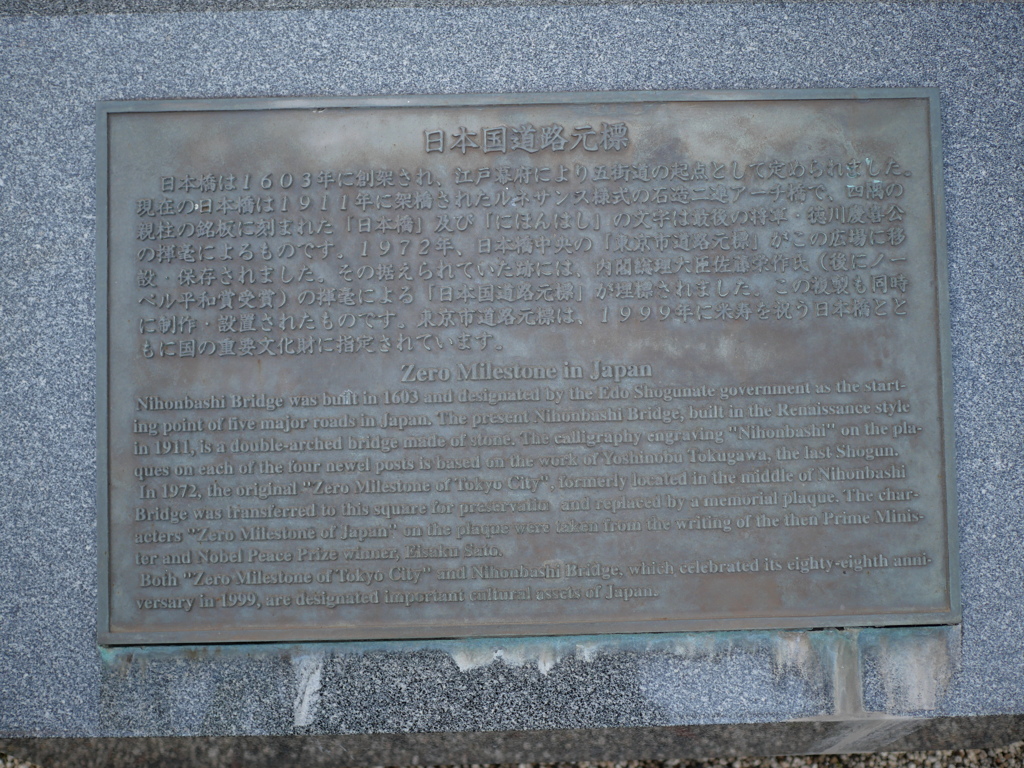 日本国道路元標
日本橋は1603年に創架され、江戸幕府により五街道の起点として定められました。
現在の日本橋は1911年に架橋されたルネサンス様式の石造二連アーチ橋で、四隅の
親柱の銘板に刻まれた「日本橋」及び「にほんはし」の文字は最後の将軍・徳川慶喜公
の揮毫によるものです。1972年、日本橋中央の「東京市道路元標」がこの広場に移
設・保存されました。その据えられていた跡には、内閣総理大臣佐藤栄作氏（後にノー
ベル平和賞受賞）の揮毫による「日本国道路元標」が埋標されました。この複製も同時
に制作・設置されたものです。東京市道路元標は、1999年に米寿を祝う日本橋とと
もに国の重要文化財に指定されています。
Zero Milestone in Japan
Nihonbashi Bridge was built in 1603 and designated by the Edo Shogunate government as the start-
ing point of five major roads in Japan. The present Nihonbashi Bridge, built in the Renaissance style
in 1911, is a double-arched bridge made of stone. The calligraphy engraving "Nihonbashi" on the pla-
ques on each of the four newel posts is based on the work of Yoshinobu Tokugawa, the last Shogun.
In 1972, the original "Zero Milestone of Tokyo City", formerly located in the middle of Nihonbashi
Bridge was transferred to this square for preservation and replaced by a memorial plaque. The char-
acters "Zero Milestone of Japan" on the plaque were taken from the writing of the then Prime Minis-
ter and Nobel Peace Prize winner, Eisaku Sato.
Both "Zero Milestone of Tokyo City" and Nihonbashi Bridge, which celebrated its eighty-eighth anni-
versary in 1999, are designated important cultural assets of Japan.